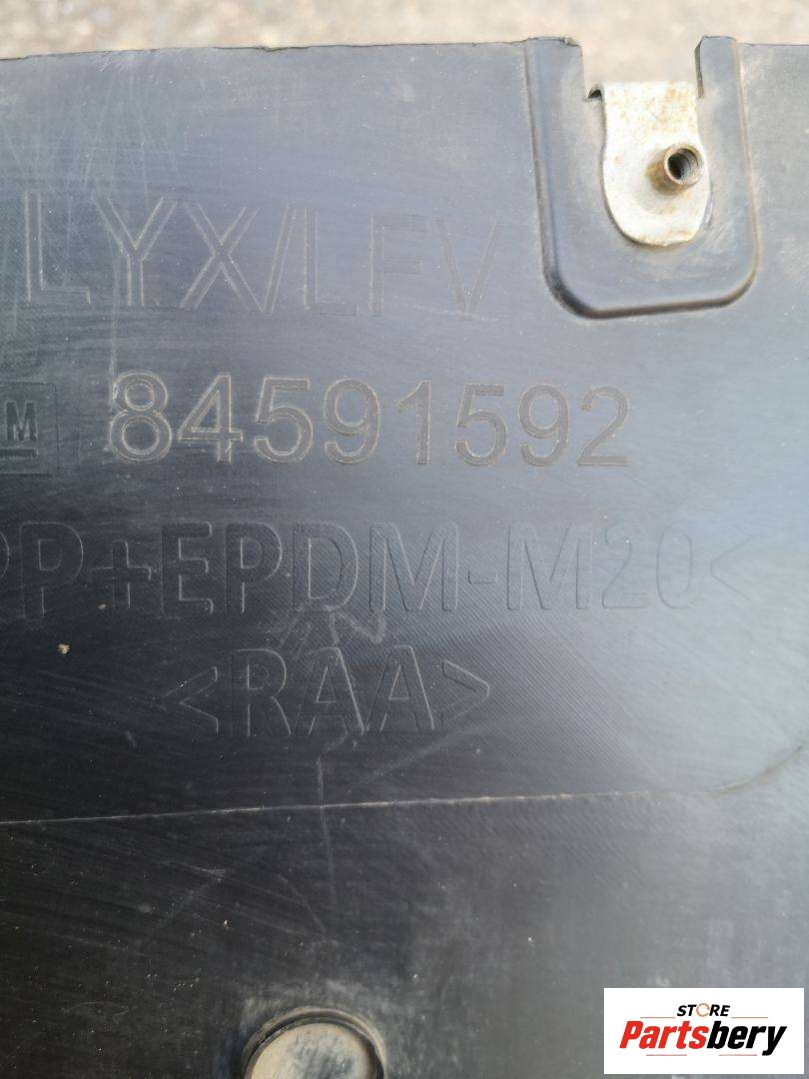 LYX/LFV
M 84591592
PP+EPDM-M20<
<RAA>
STORE
Partsbery